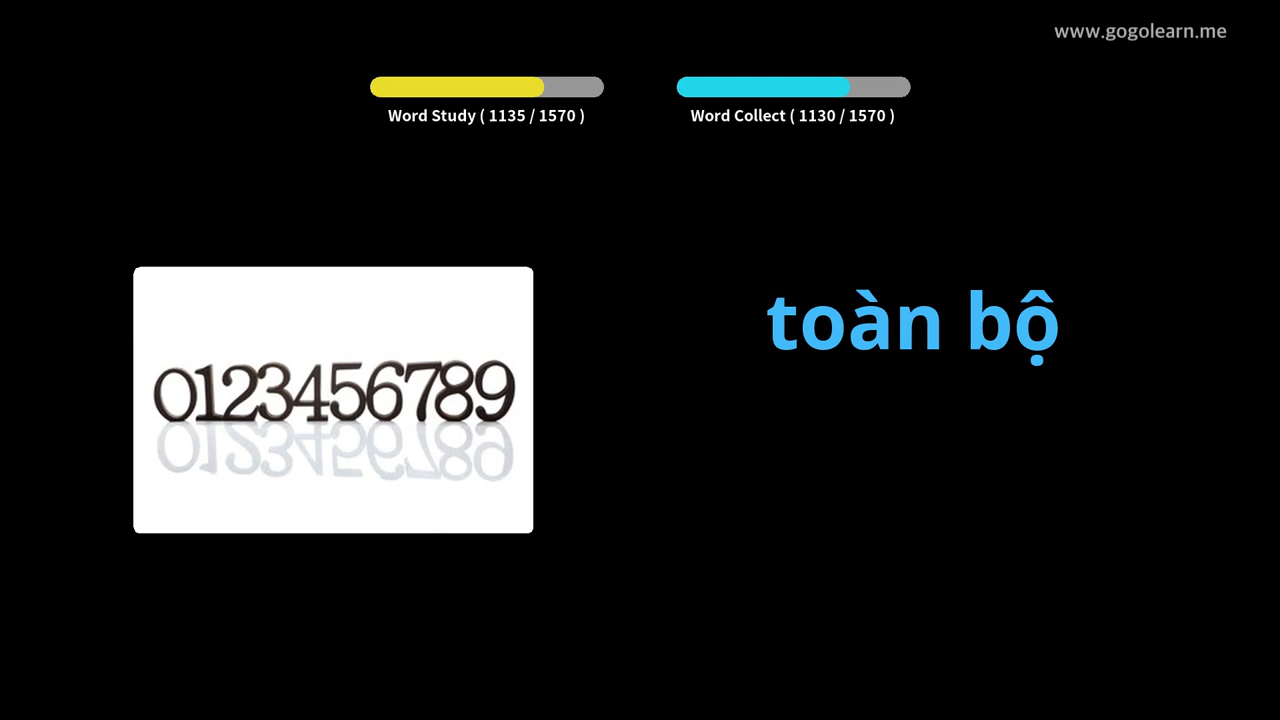 www.gogolearn.me
Word Study ( 1135 / 1570 )
Word Collect ( 1130 / 1570 )
toàn bộ
0123456789